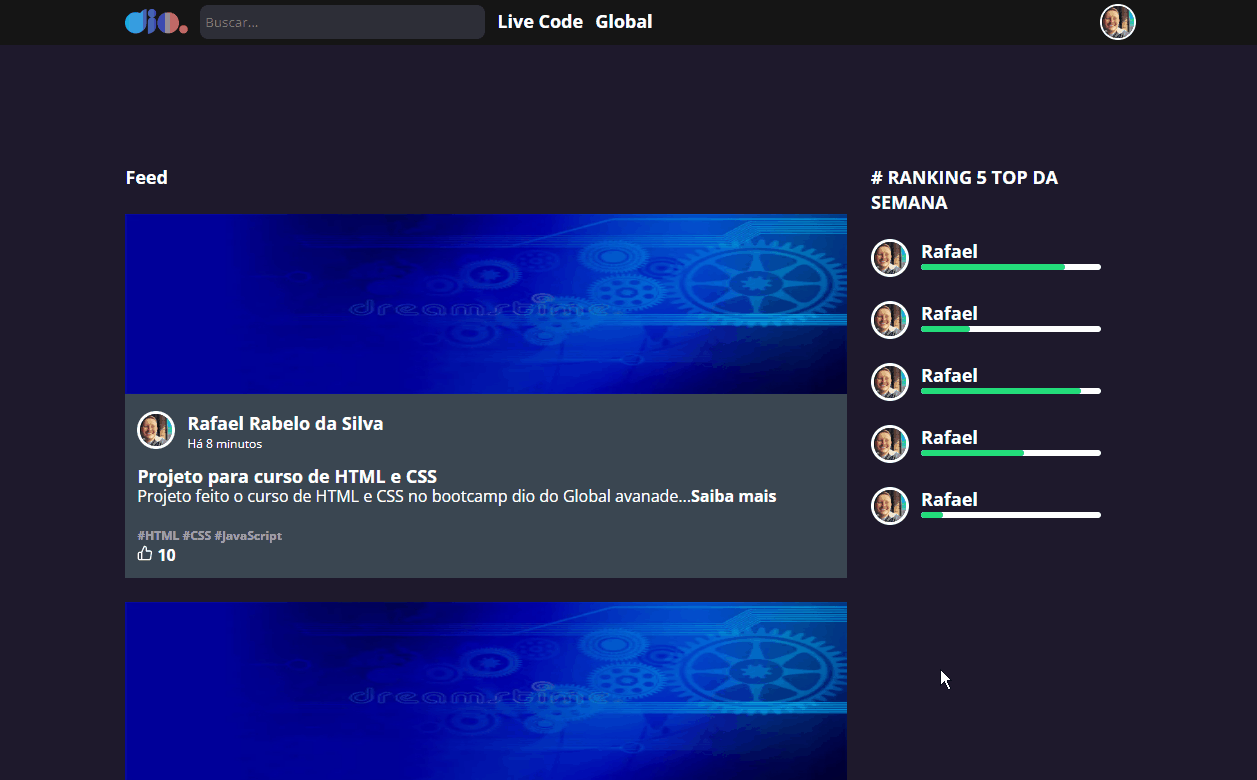 dio.
Buscar...
Live Code
Global
Feed
dreamstime
Rafael Rabelo da Silva
Há 8 minutos
Projeto para curso de HTML e CSS
Projeto feito o curso de HTML e CSS no bootcamp dio do Global avanade...Saiba mais
#HTML #CSS #JavaScript
10
dreamstime
# RANKING 5 TOP DA
SEMANA
Rafael
Rafael
Rafael
Rafael
Rafael